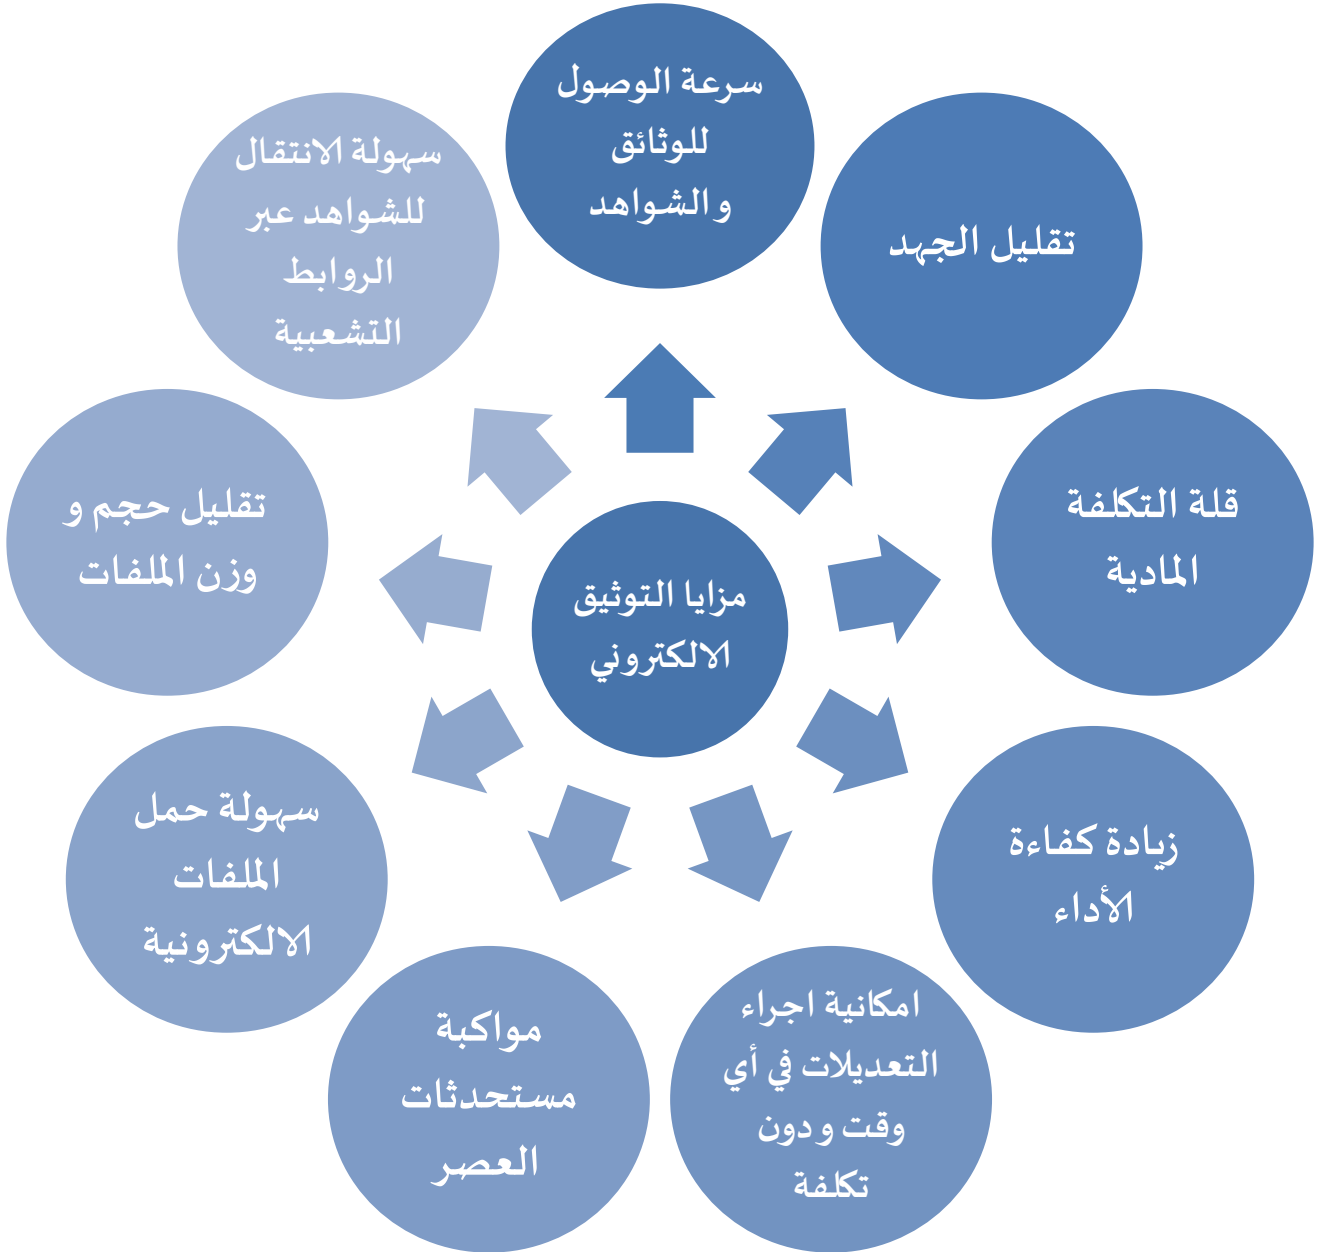 مزايا التوثيق
الالكتروني
سرعة الوصول
للوثائق
والشواهد
تقليل الجهد
قلة التكلفة
المادية
زيادة كفاءة
الأداء
امكانية اجراء
التعديلات في أي
وقت و دون
تكلفة
مواكبة
مستحدثات
العصر
سهولة حمل
الملفات
الالكترونية
تقليل حجم و
وزن الملفات
سهولة الانتقال
للشواهد عبر
الروابط
التشعبية